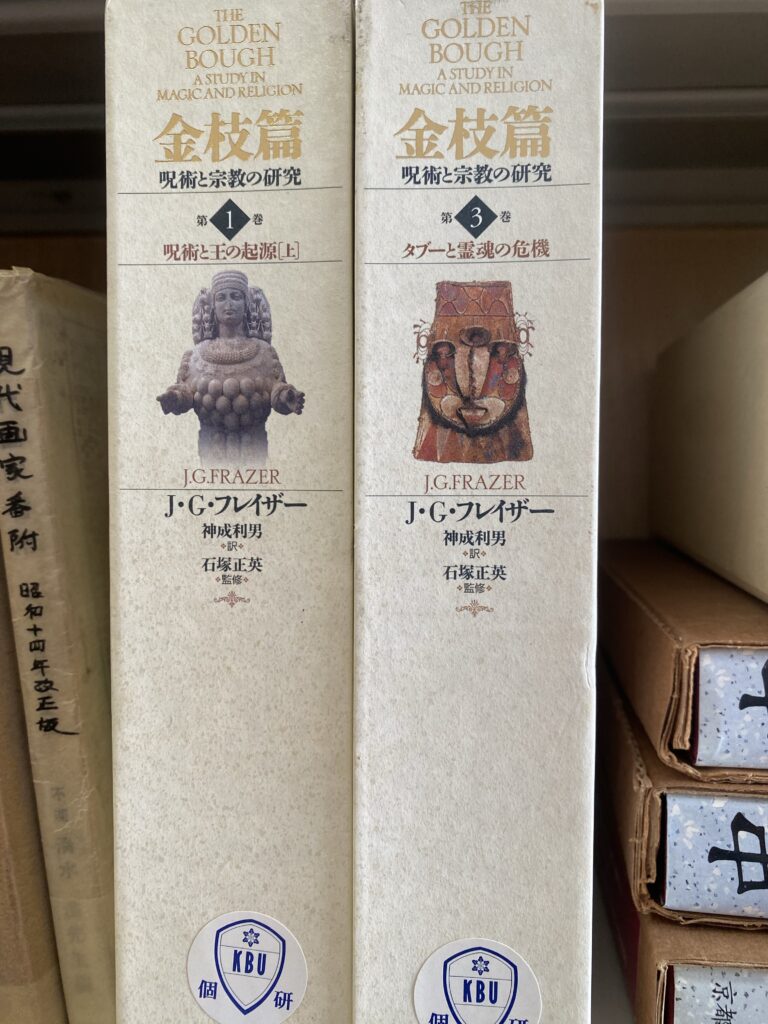 現代画家番附 昭和十四年改正版
THE
GOLDEN
BOUGH
A STUDY IN
MAGIC AND RELIGION
金枝篇
呪術と宗教の研究
第1巻
呪術と王の起源[上]
J.G.FRAZER
J・G・フレイザー
神成利男
訳
石塚正英
監修
KBU
個 研
THE
GOLDEN
BOUGH
A STUDY IN
MAGIC AND RELIGION
金枝篇
呪術と宗教の研究
第3巻
タブーと霊魂の危機
J.G.FRAZER
J・G・フレイザー
神成利男
訳
石塚正英
監修
KBU
個 研
中
京都